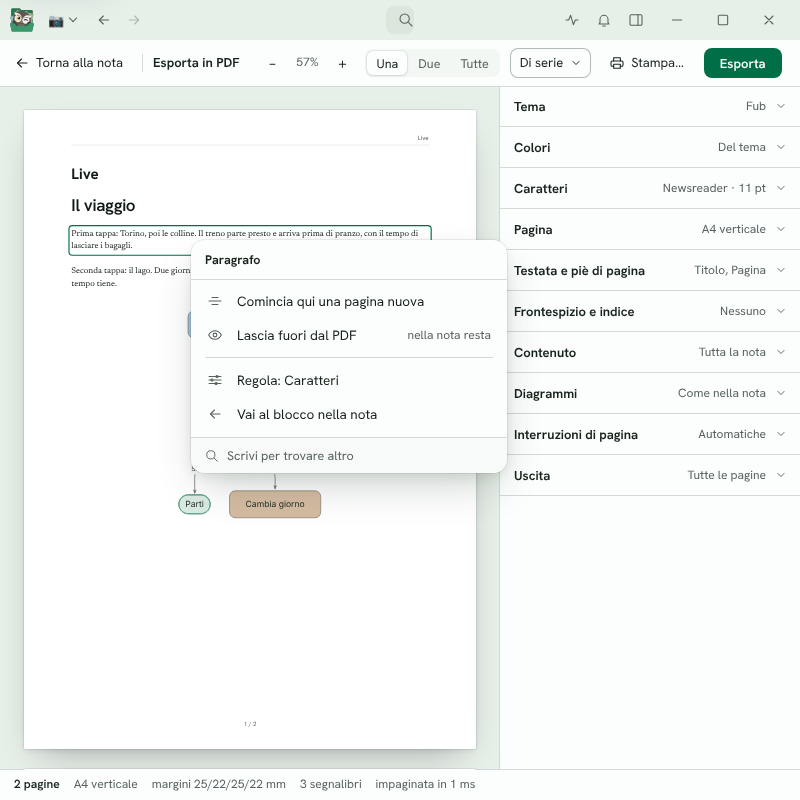 Torna alla nota
Esporta in PDF
– 57% +
Una Due Tutte
Di serie
Stampa...
Esporta
Live
Live
Il viaggio
Prima tappa: Torino, poi le colline. Il treno parte presto e arriva prima di pranzo, con il tempo di
lasciare i bagagli.
Seconda tappa: il lago. Due giorn
tempo tiene.
Paragrafo
Comincia qui una pagina nuova
Lascia fuori dal PDF nella nota resta
Regola: Caratteri
Vai al blocco nella nota
Scrivi per trovare altro
Parti
Cambia giorno
1 / 2
Tema Fub
Colori Del tema
Caratteri Newsreader · 11 pt
Pagina A4 verticale
Testata e piè di pagina Titolo, Pagina
Frontespizio e indice Nessuno
Contenuto Tutta la nota
Diagrammi Come nella nota
Interruzioni di pagina Automatiche
Uscita Tutte le pagine
2 pagine A4 verticale margini 25/22/25/22 mm 3 segnalibri impaginata in 1 ms